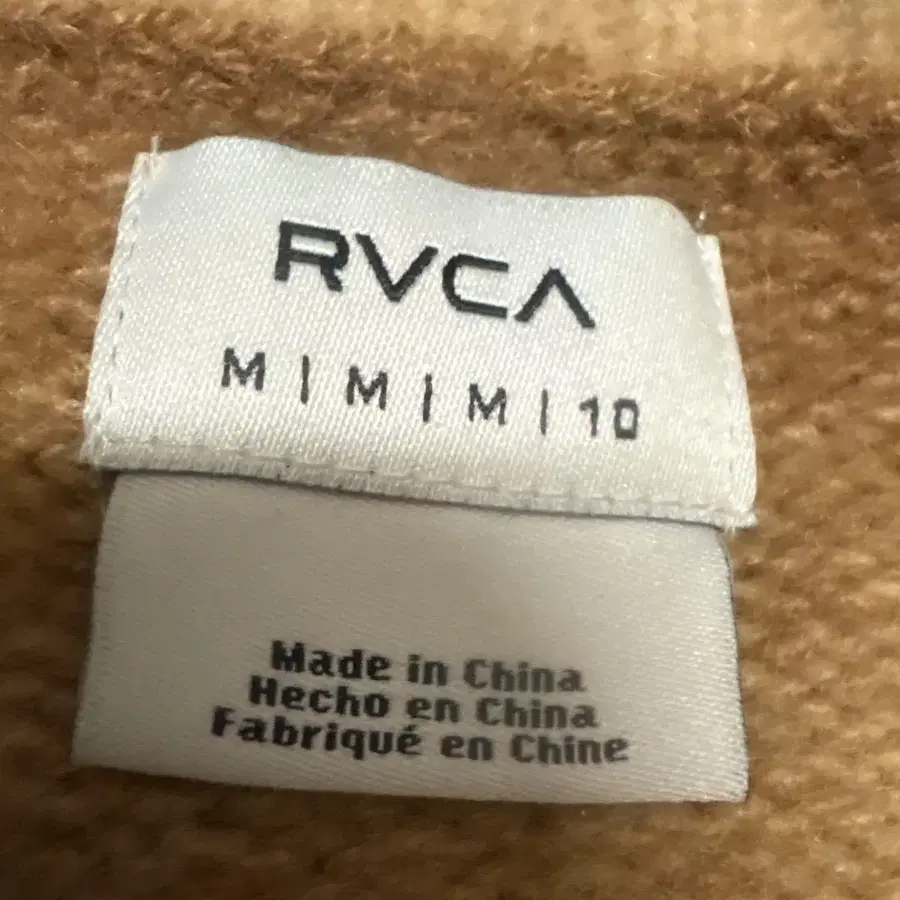 RVCA
M | M | M | 10
Made in China
Hecho en China
Fabriqué en Chine